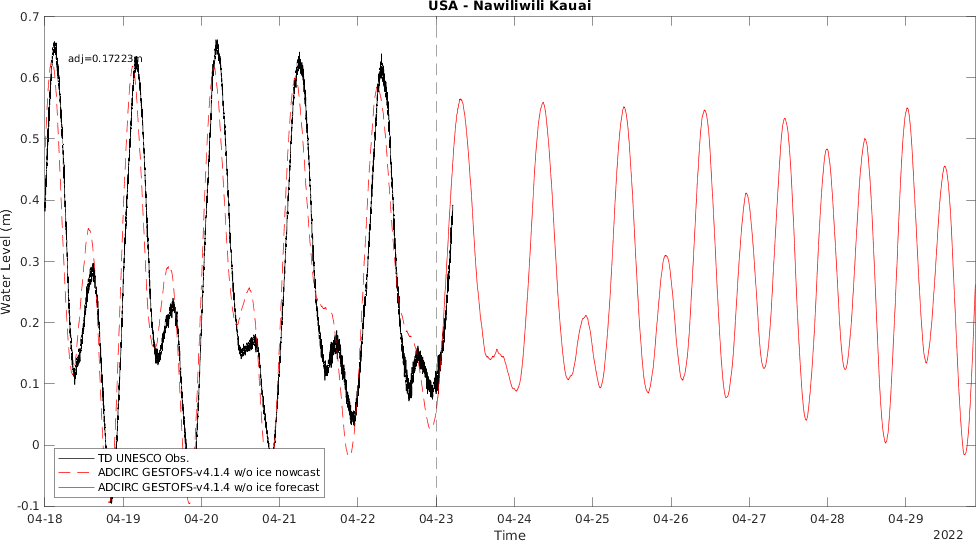 USA - Nawiliwili Kauai
adj=0.17223m
Water Level (m)
0.7
0.6
0.5
0.4
0.3
0.2
0.1
0
-0.1
TD UNESCO Obs.
ADCIRC GESTOFS-v4.1.4 w/o ice nowcast
ADCIRC GESTOFS-v4.1.4 w/o ice forecast
04-18 04-19 04-20 04-21 04-22 04-23 04-24 04-25 04-26 04-27 04-28 04-29
Time
2022